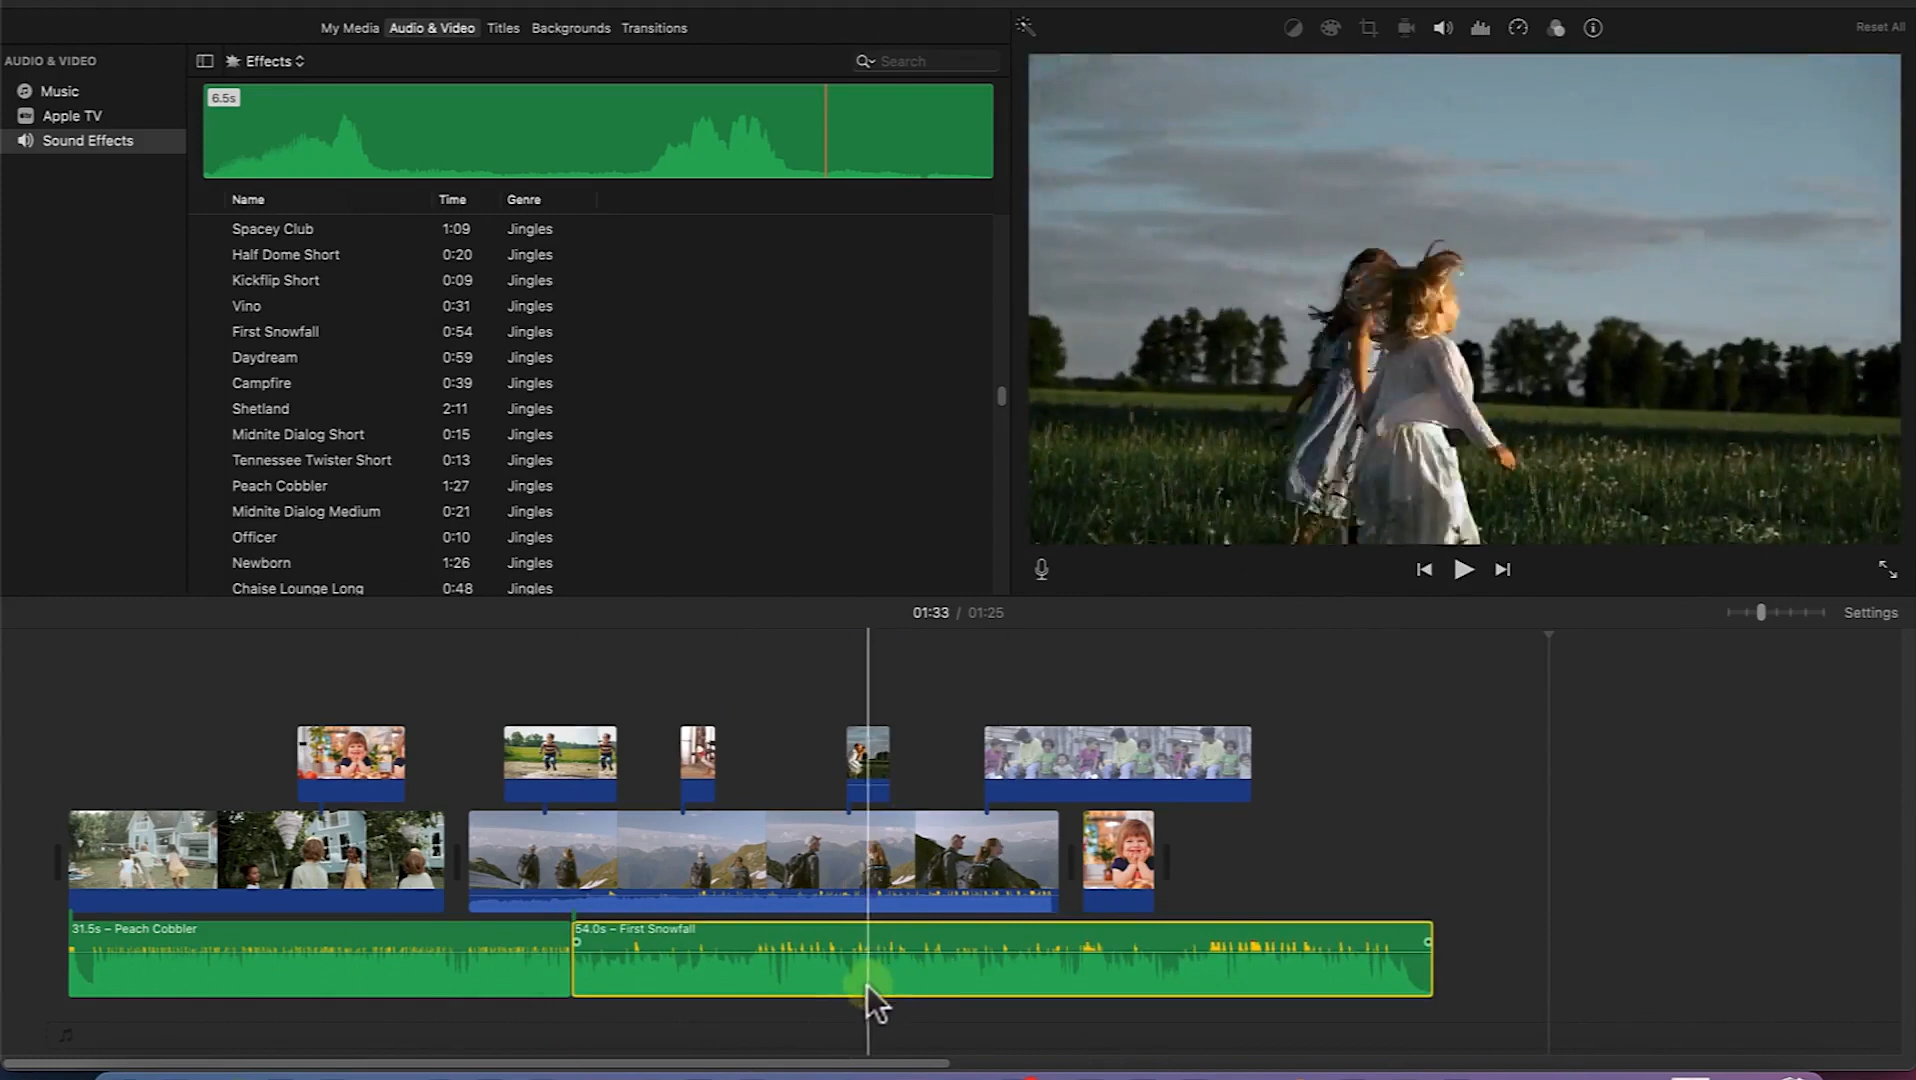 My Media Audio & Video Titles Backgrounds Transitions
Reset All
AUDIO & VIDEO
Music
Apple TV
Sound Effects
Effects
Search
6.5s
Name Time Genre
Spacey Club 1:09 Jingles
Half Dome Short 0:20 Jingles
Kickflip Short 0:09 Jingles
Vino 0:31 Jingles
First Snowfall 0:54 Jingles
Daydream 0:59 Jingles
Campfire 0:39 Jingles
Shetland 2:11 Jingles
Midnite Dialog Short 0:15 Jingles
Tennessee Twister Short 0:13 Jingles
Peach Cobbler 1:27 Jingles
Midnite Dialog Medium 0:21 Jingles
Officer 0:10 Jingles
Newborn 1:26 Jingles
Chaise Lounge Long 0:48 Jingles
01:33 / 01:25
Settings
31.5s – Peach Cobbler
54.0s – First Snowfall